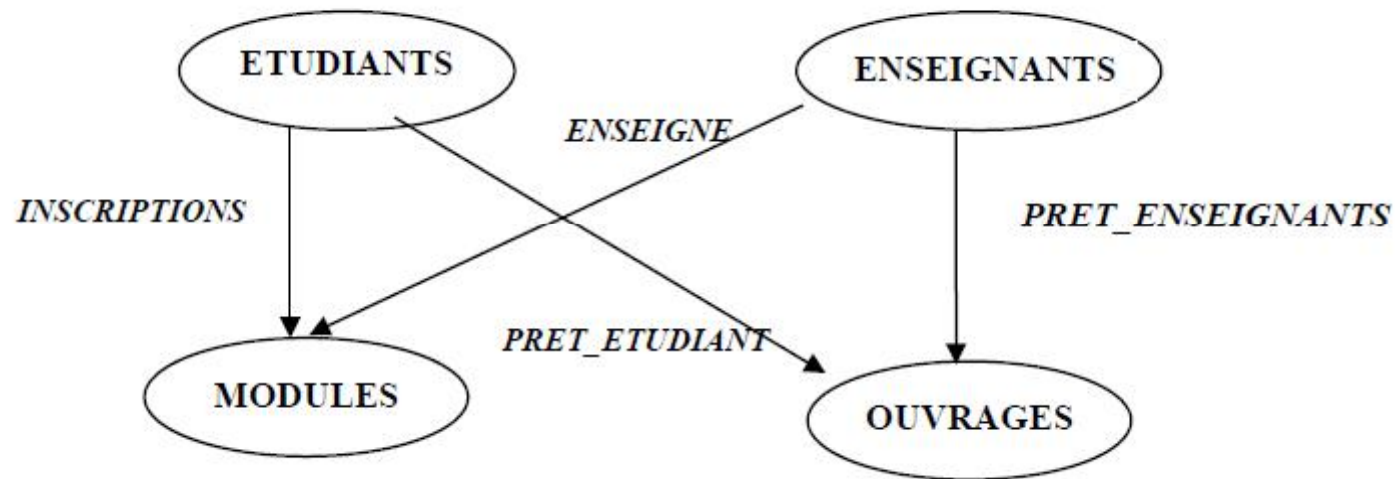 ETUDIANTS
ENSEIGNANTS
ENSEIGNE
INSCRIPTIONS
PRET_ENSEIGNANTS
PRET_ETUDIANT
MODULES
OUVRAGES